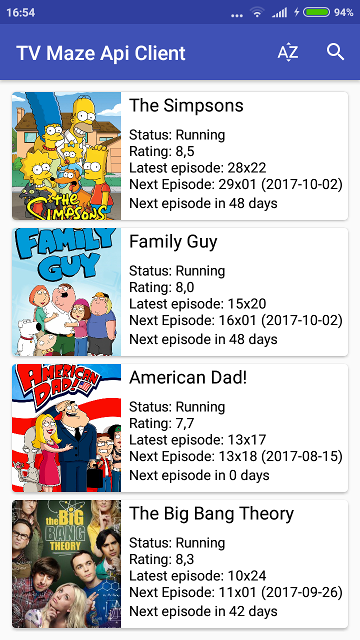 16:54
94%
TV Maze Api Client
AZ
THE SIMPSONS
The Simpsons
Status: Running
Rating: 8,5
Latest episode: 28x22
Next Episode: 29x01 (2017-10-02)
Next episode in 48 days
FAMILY GUY
Family Guy
Status: Running
Rating: 8,0
Latest episode: 15x20
Next Episode: 16x01 (2017-10-02)
Next episode in 48 days
AMERICAN DAD!
American Dad!
Status: Running
Rating: 7,7
Latest episode: 13x17
Next Episode: 13x18 (2017-08-15)
Next episode in 0 days
the BIG BANG THEORY
The Big Bang Theory
Status: Running
Rating: 8,3
Latest episode: 10x24
Next Episode: 11x01 (2017-09-26)
Next episode in 42 days